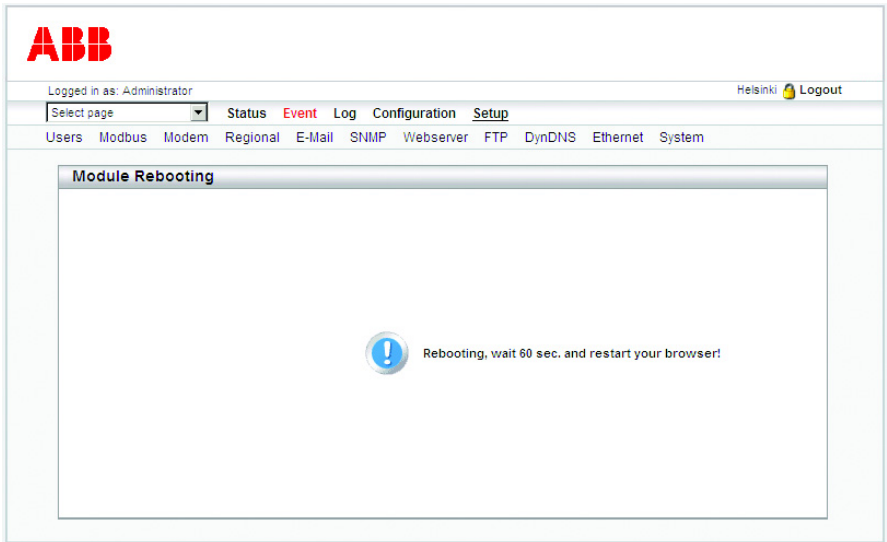 ABB
Logged in as: Administrator
Helsinki Logout
Select page Status Event Log Configuration Setup
Users Modbus Modem Regional E-Mail SNMP Webserver FTP DynDNS Ethernet System
Module Rebooting
Rebooting, wait 60 sec. and restart your browser!